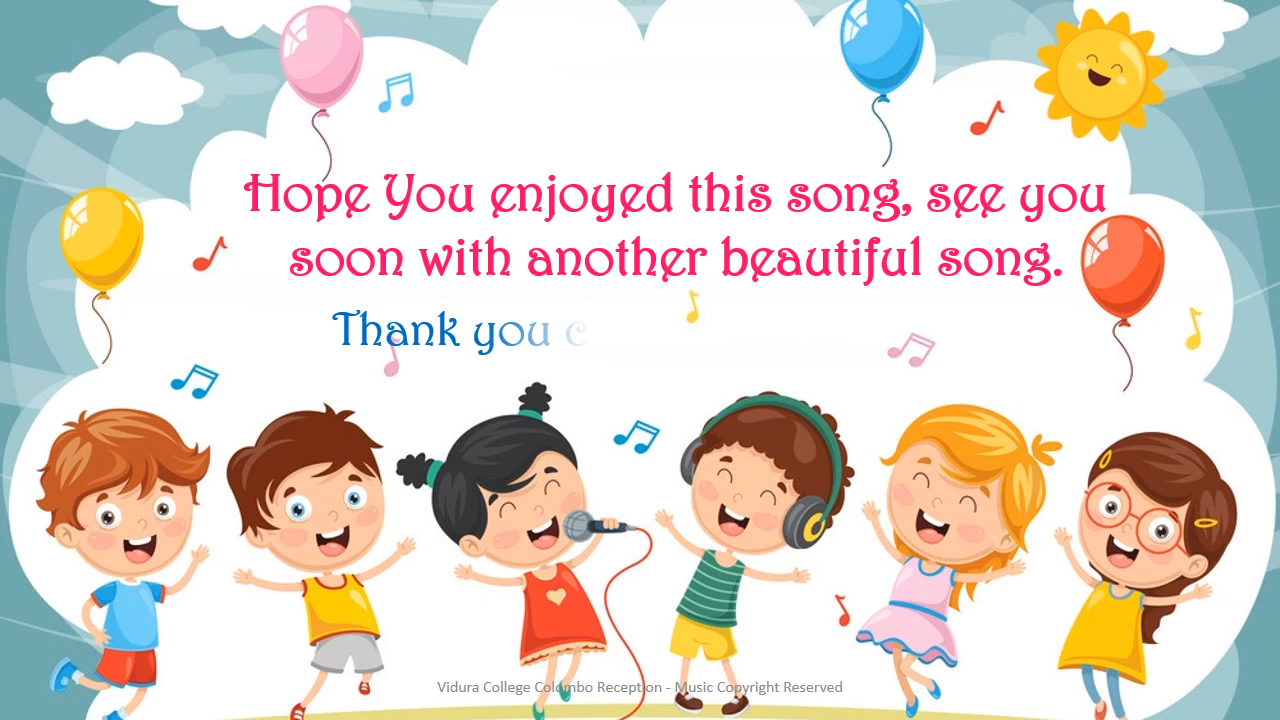 Hope You enjoyed this song, see you
soon with another beautiful song.
Thank you
Vidura College Colombo Reception - Music Copyright Reserved